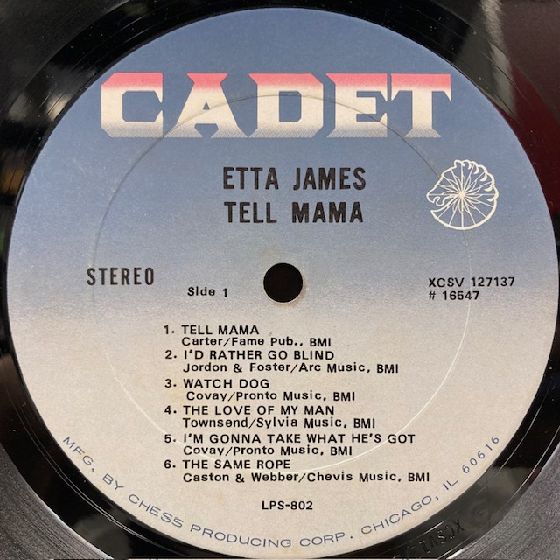 CADET
ETTA JAMES
TELL MAMA
STEREO
Side 1
XCSV 127137
# 16547
1. TELL MAMA
Carter/Fame Pub., BMI
2. I'D RATHER GO BLIND
Jordon & Foster/Arc Music, BMI
3. WATCH DOG
Covay/Pronto Music, BMI
4. THE LOVE OF MY MAN
Townsend/Sylvia Music, BMI
5. I'M GONNA TAKE WHAT HE'S GOT
Covay/Pronto Music, BMI
6. THE SAME ROPE
Caston & Webber/Chevis Music, BMI
LPS-802
MFG. BY CHESS PRODUCING CORP. CHICAGO, IL 60616